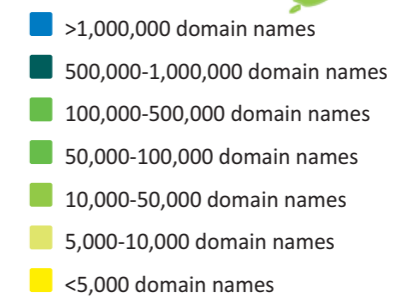 >1,000,000 domain names
500,000-1,000,000 domain names
100,000-500,000 domain names
50,000-100,000 domain names
10,000-50,000 domain names
5,000-10,000 domain names
<5,000 domain names